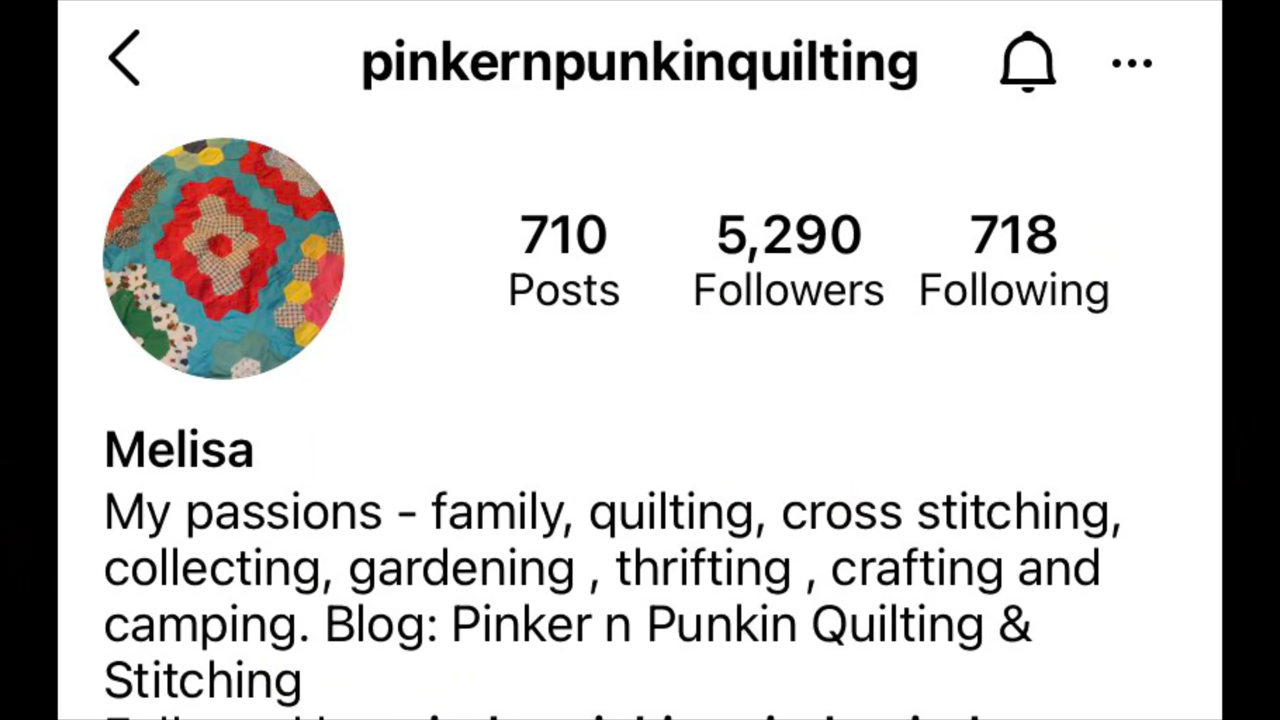 pinkernpunkinquilting
710 5,290 718
Posts Followers Following
Melisa
My passions - family, quilting, cross stitching,
collecting, gardening , thrifting , crafting and
camping. Blog: Pinker n Punkin Quilting &
Stitching